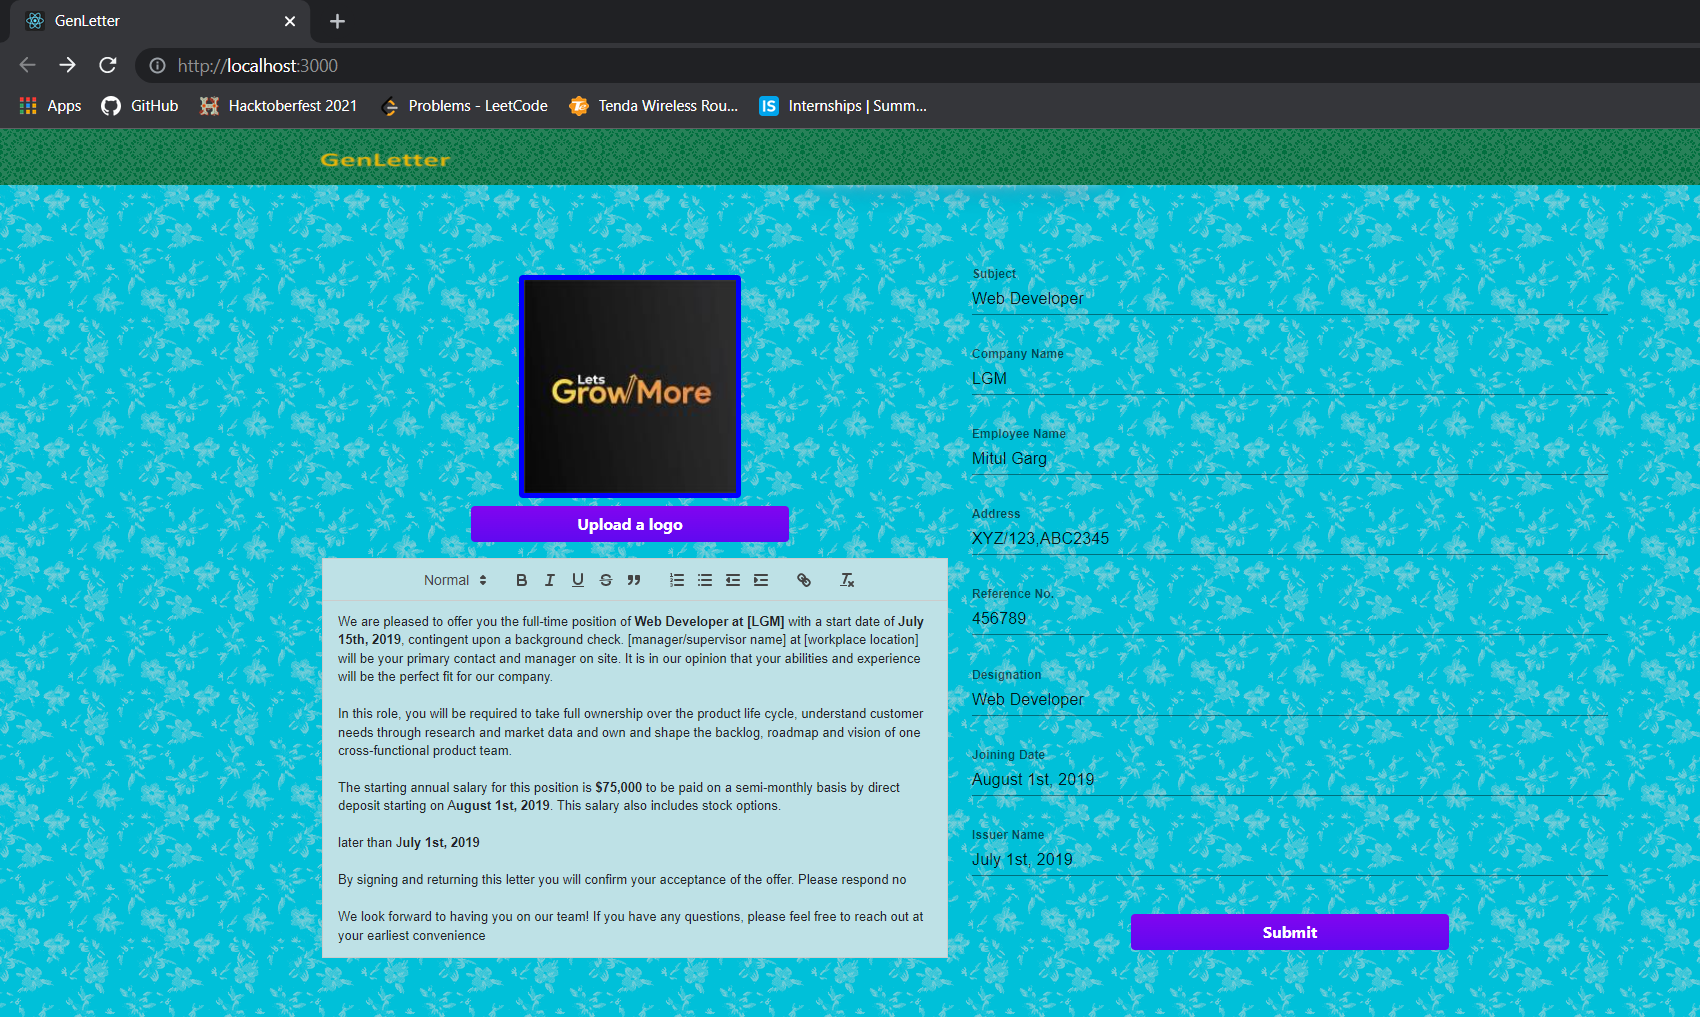 GenLetter
http://localhost:3000
Apps GitHub Hacktoberfest 2021 Problems - LeetCode Tenda Wireless Rou... IS Internships | Summ...
GenLetter
Lets
GrowMore
Upload a logo
Normal
We are pleased to offer you the full-time position of Web Developer at [LGM] with a start date of July
15th, 2019, contingent upon a background check. [manager/supervisor name] at [workplace location]
will be your primary contact and manager on site. It is in our opinion that your abilities and experience
will be the perfect fit for our company.
In this role, you will be required to take full ownership over the product life cycle, understand customer
needs through research and market data and own and shape the backlog, roadmap and vision of one
cross-functional product team.
The starting annual salary for this position is $75,000 to be paid on a semi-monthly basis by direct
deposit starting on August 1st, 2019. This salary also includes stock options.
later than July 1st, 2019
By signing and returning this letter you will confirm your acceptance of the offer. Please respond no
We look forward to having you on our team! If you have any questions, please feel free to reach out at
your earliest convenience
Subject
Web Developer
Company Name
LGM
Employee Name
Mitul Garg
Address
XYZ/123,ABC2345
Reference No.
456789
Designation
Web Developer
Joining Date
August 1st, 2019
Issuer Name
July 1st, 2019
Submit